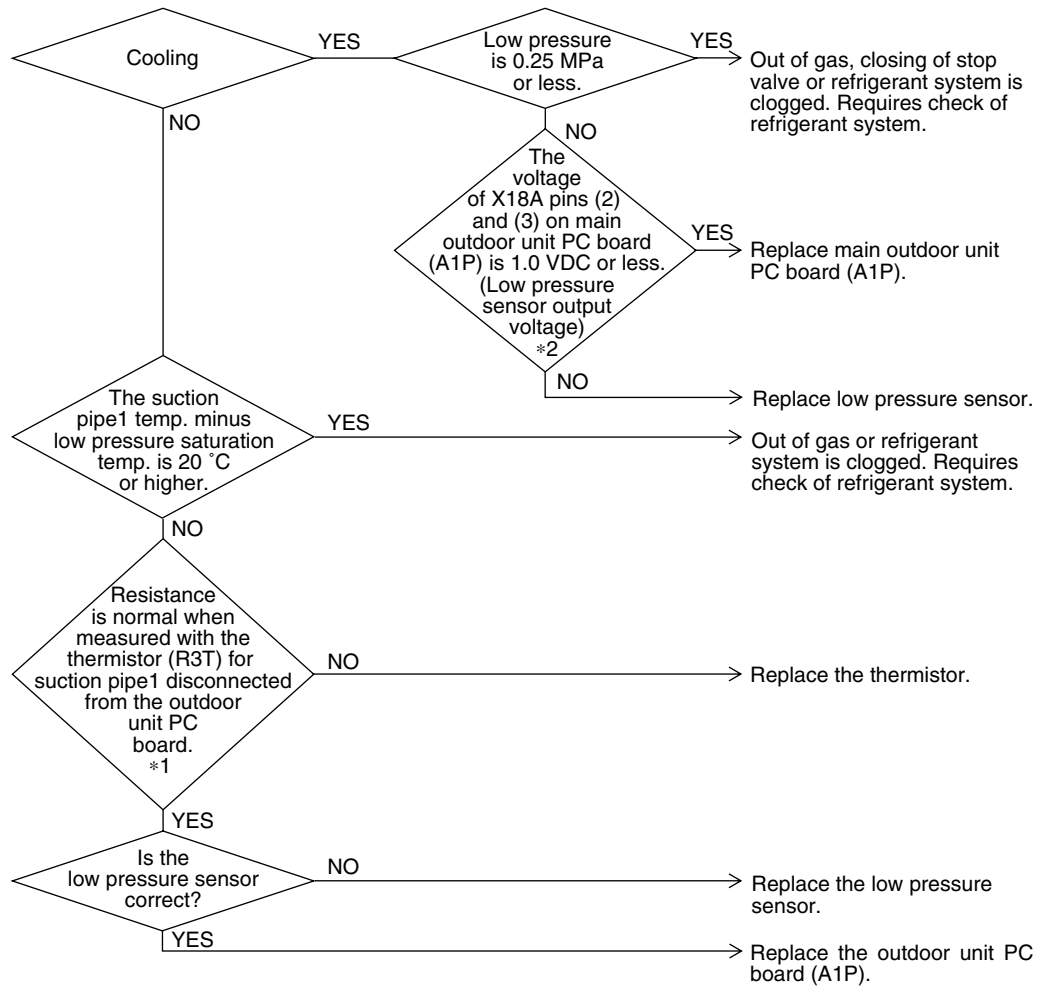 Cooling
YES
Low pressure
is 0.25 MPa
or less.
YES
Out of gas, closing of stop
valve or refrigerant system is
clogged. Requires check of
refrigerant system.
NO
NO
The
voltage
of X18A pins (2)
and (3) on main
outdoor unit PC board
(A1P) is 1.0 VDC or less.
(Low pressure
sensor output
voltage)
*2
YES
Replace main outdoor unit
PC board (A1P).
NO
Replace low pressure sensor.
The suction
pipe1 temp. minus
low pressure saturation
temp. is 20 °C
or higher.
YES
Out of gas or refrigerant
system is clogged. Requires
check of refrigerant system.
NO
Resistance
is normal when
measured with the
thermistor (R3T) for
suction pipe1 disconnected
from the outdoor
unit PC
board.
*1
NO
Replace the thermistor.
YES
Is the
low pressure sensor
correct?
NO
Replace the low pressure
sensor.
YES
Replace the outdoor unit PC
board (A1P).